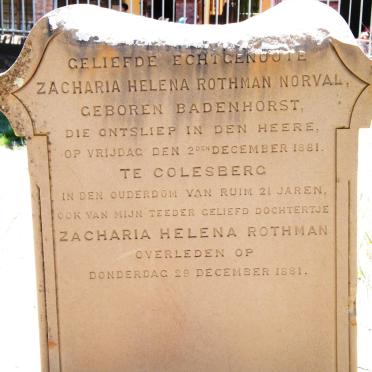 GELIEFDE ECHTGENOOTE
ZACHARIA HELENA ROTHMAN NORVAL,
GEBOREN BADENHORST,
DIE ONTSLIEP IN DEN HEERE,
OP VRIJDAG DEN 2DEN DECEMBER 1881.
TE COLESBERG
IN DEN OUDERDOM VAN RUIM 21 JAREN,
OOK VAN MIJN TEEDER GELIEFD DOCHTERTJE
ZACHARIA HELENA ROTHMAN
OVERLEDEN OP
DONDERDAG 29 DECEMBER 1881.